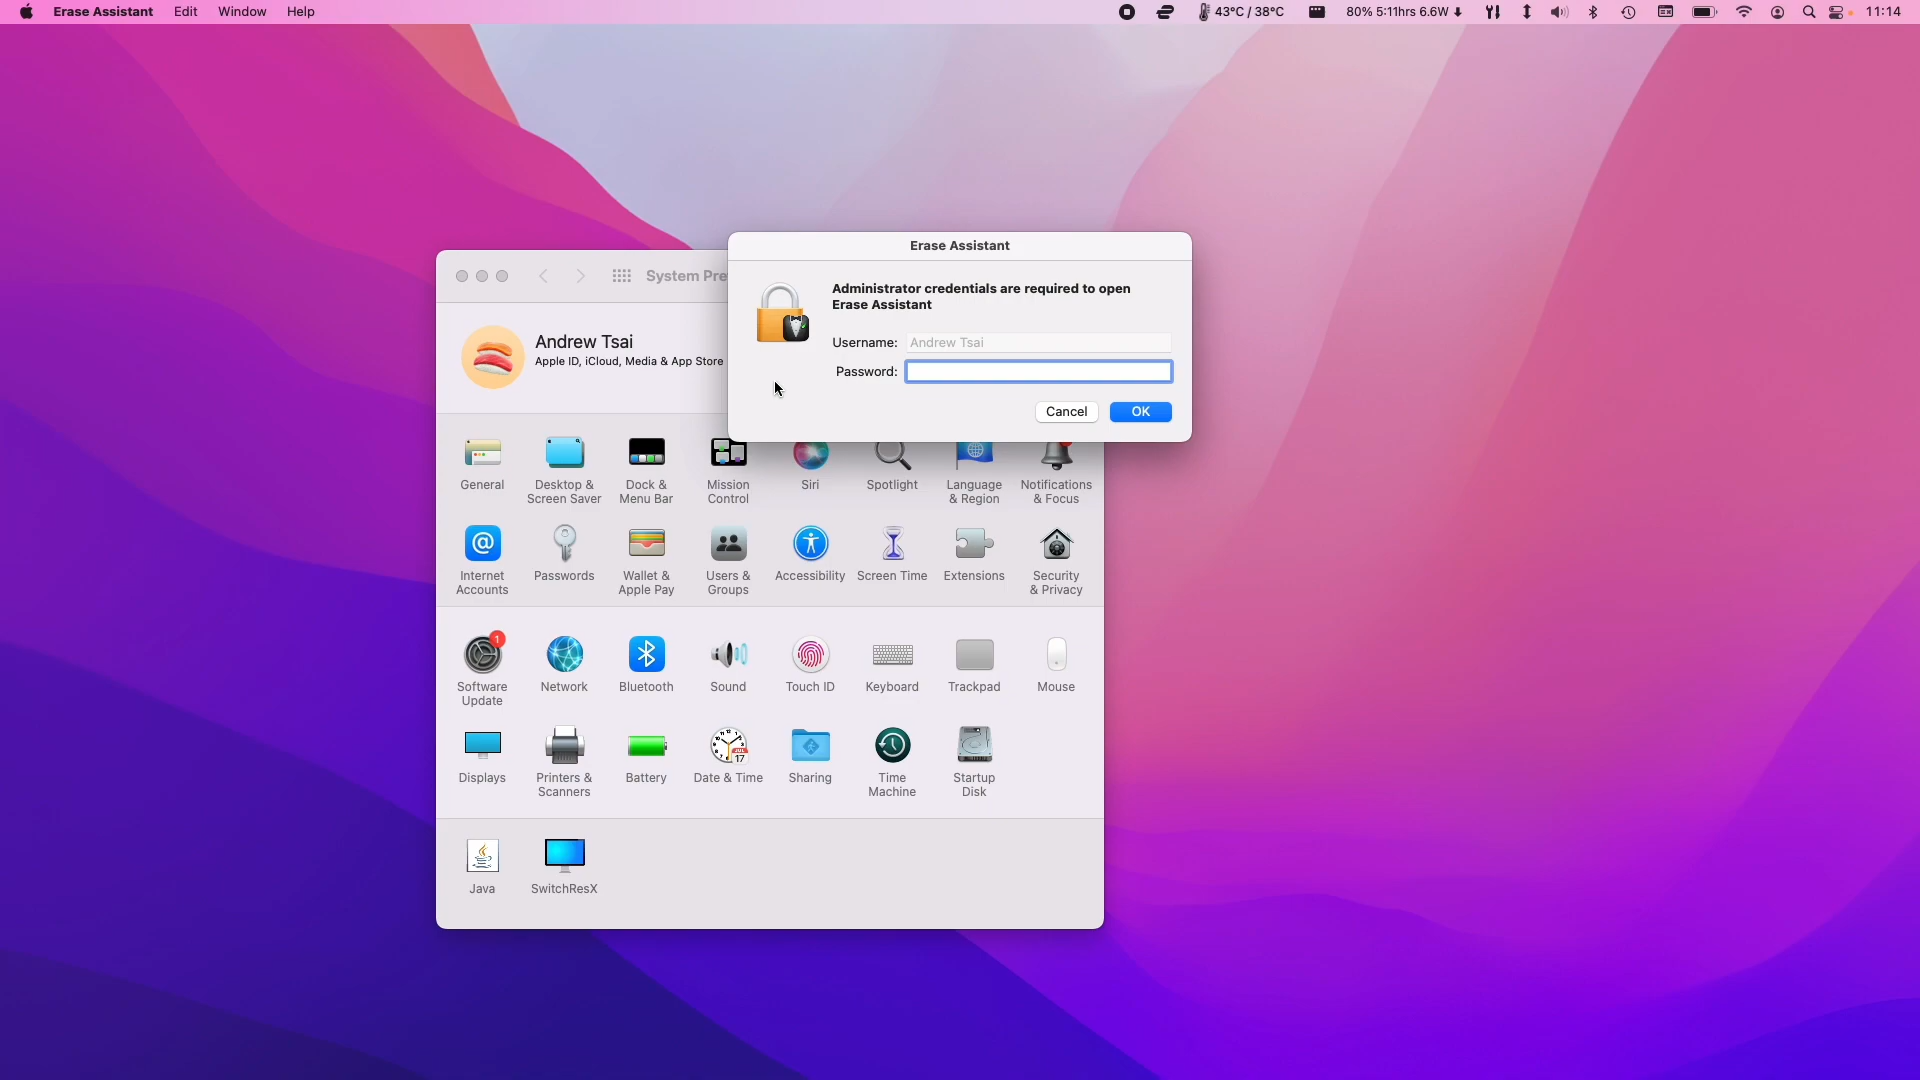 Erase Assistant Edit Window Help 43°C / 38°C 80% 5:11hrs 6.6W 11:14
Erase Assistant
Administrator credentials are required to open
Erase Assistant
Username: Andrew Tsai
Password:
Cancel OK
System Pre
Andrew Tsai
Apple ID, iCloud, Media & App Store
General
Desktop &
Screen Saver
Dock &
Menu Bar
Mission
Control
Siri
Spotlight
Language
& Region
Notifications
& Focus
Internet
Accounts
Passwords
Wallet &
Apple Pay
Users &
Groups
Accessibility
Screen Time
Extensions
Security
& Privacy
1
Software
Update
Network
Bluetooth
Sound
Touch ID
Keyboard
Trackpad
Mouse
Displays
Printers &
Scanners
Battery
JUL
17
Date & Time
Sharing
Time
Machine
Startup
Disk
Java
SwitchResX